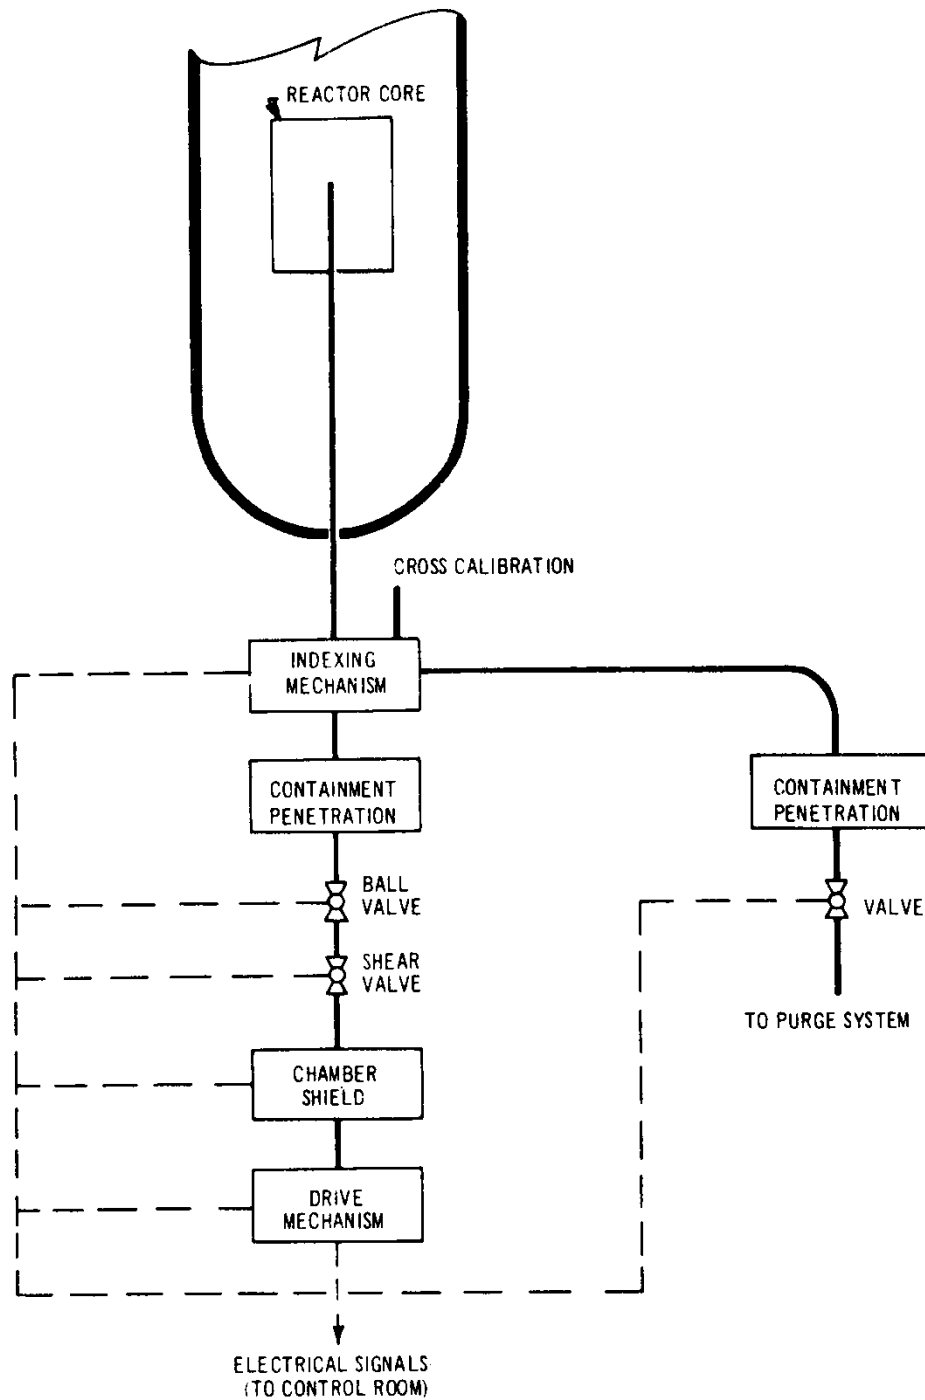 REACTOR CORE
CROSS CALIBRATION
INDEXING
MECHANISM
CONTAINMENT
PENETRATION
CONTAINMENT
PENETRATION
BALL
VALVE
VALVE
SHEAR
VALVE
TO PURGE SYSTEM
CHAMBER
SHIELD
DRIVE
MECHANISM
ELECTRICAL SIGNALS
(TO CONTROL ROOM)